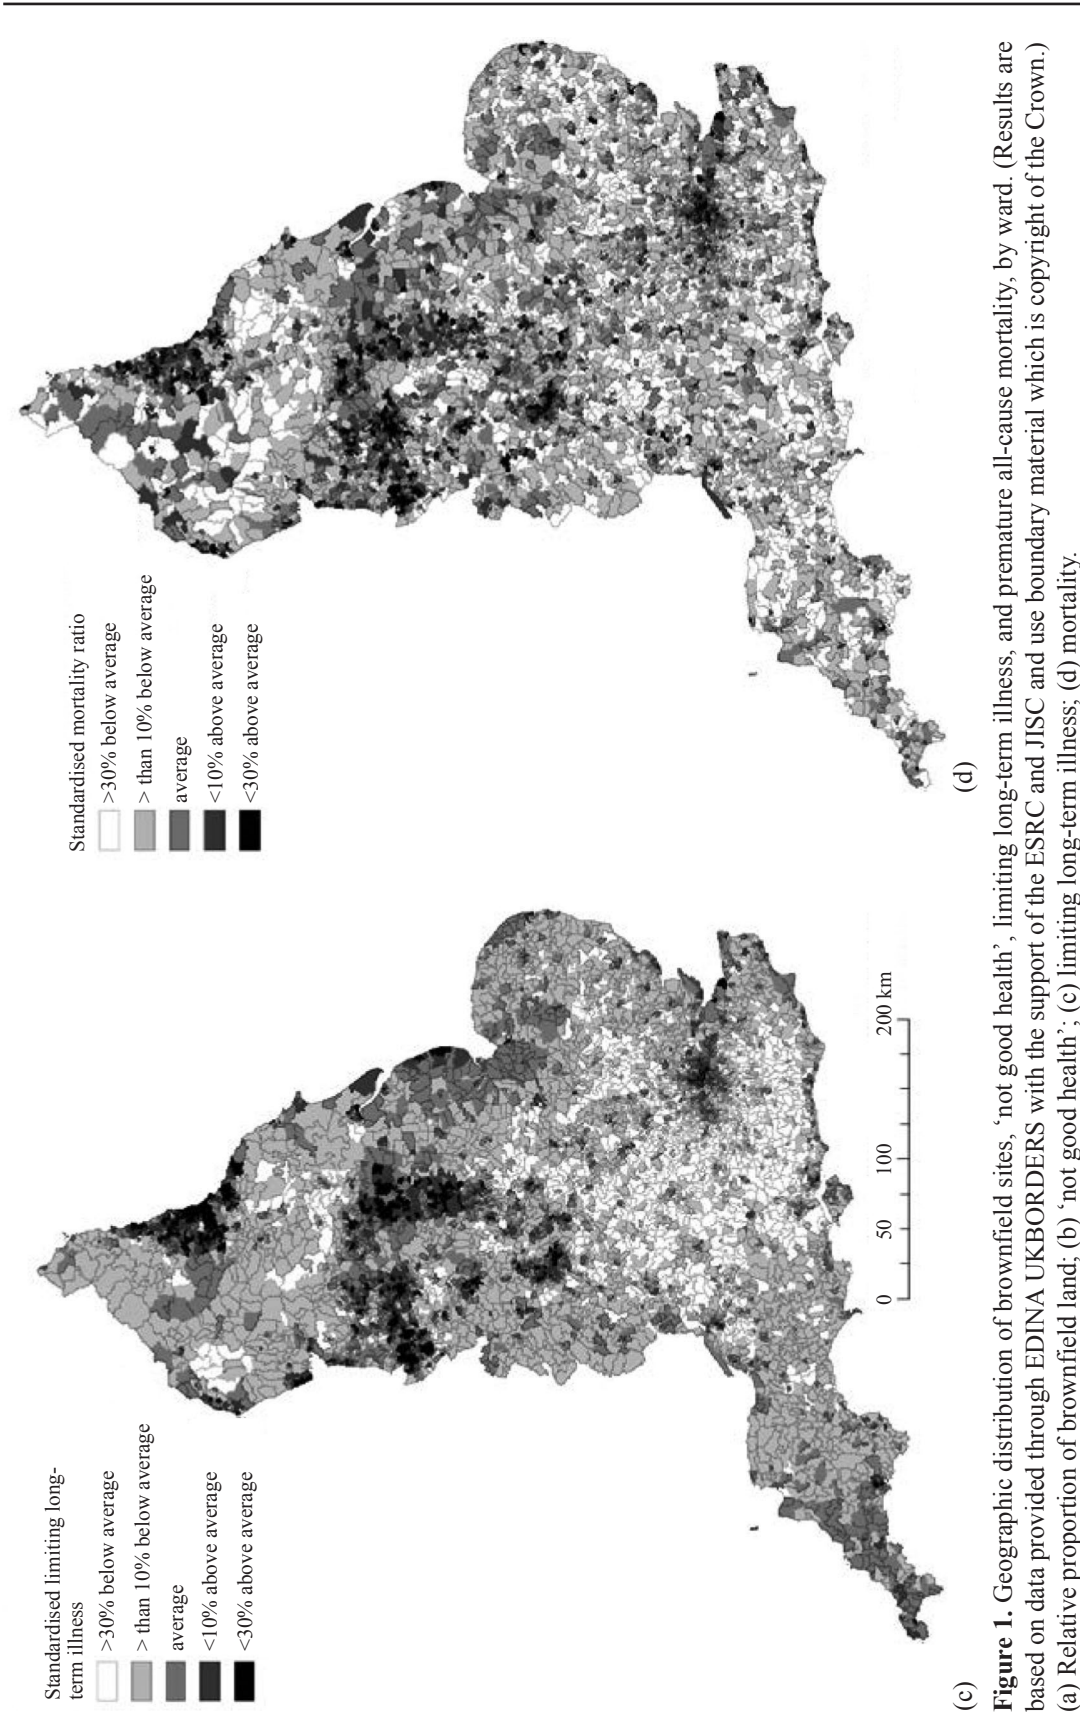 Standardised limiting long-
term illness
>30% below average
> than 10% below average
average
<10% above average
<30% above average
0 50 100 200 km
(c)
Standardised mortality ratio
>30% below average
> than 10% below average
average
<10% above average
<30% above average
(d)
Figure 1. Geographic distribution of brownfield sites, ‘not good health’, limiting long-term illness, and premature all-cause mortality, by ward. (Results are
based on data provided through EDINA UKBORDERS with the support of the ESRC and JISC and use boundary material which is copyright of the Crown.)
(a) Relative proportion of brownfield land; (b) ‘not good health’; (c) limiting long-term illness; (d) mortality.